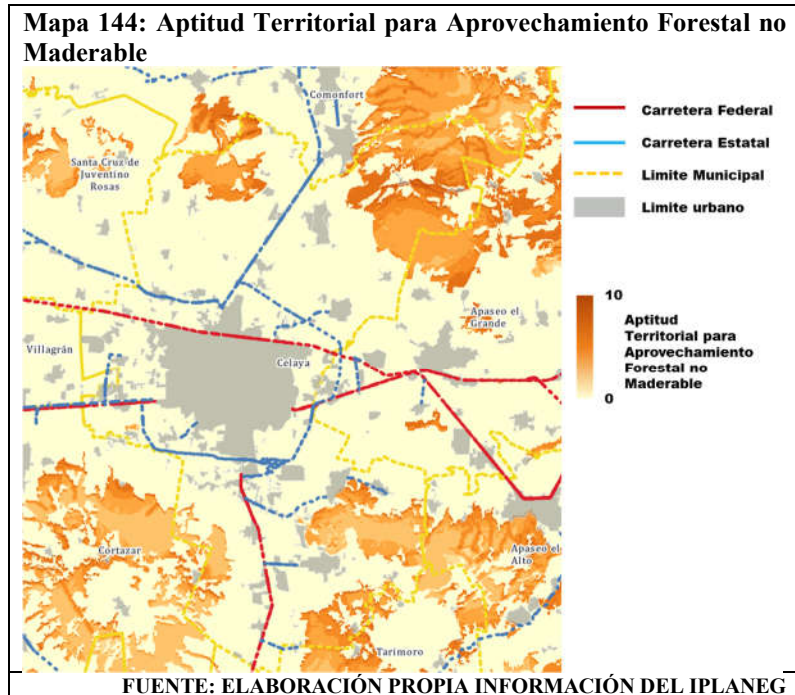 Mapa 144: Aptitud Territorial para Aprovechamiento Forestal no
Maderable
Comonfort
Santa Cruz de
Juventino
Rosas
Apaseo el
Grande
Villagrán
Celaya
Cortazar
Apaseo el
Alto
Tarimoro
Carretera Federal
Carretera Estatal
Limite Municipal
Limite urbano
10
Aptitud
Territorial para
Aprovechamiento
Forestal no
Maderable
0
FUENTE: ELABORACIÓN PROPIA INFORMACIÓN DEL IPLANEG